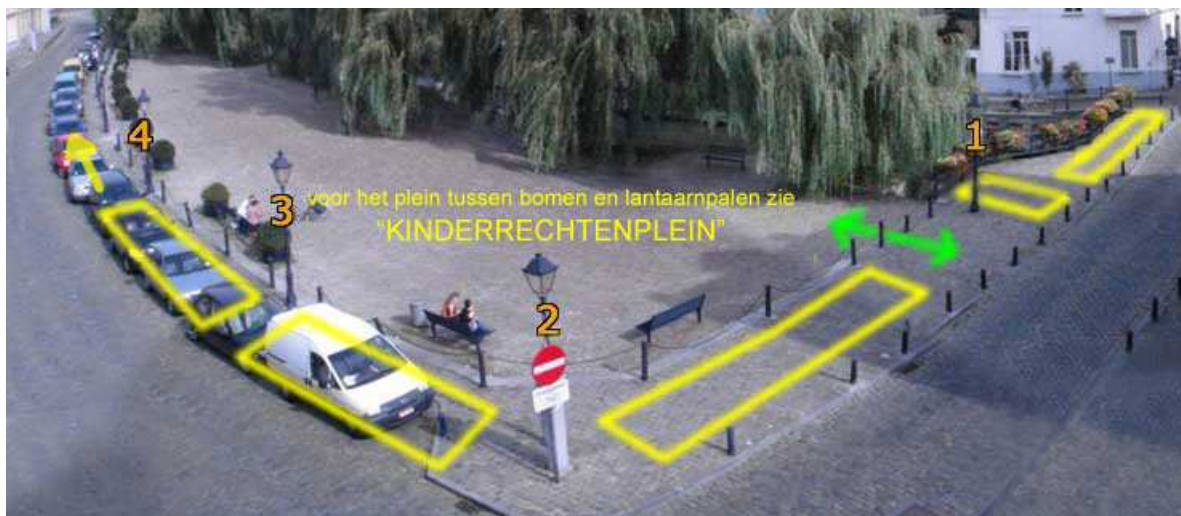 4
1
3
voor het plein tussen bomen en lantaarnpalen zie
"KINDERRECHTENPLEIN"
2